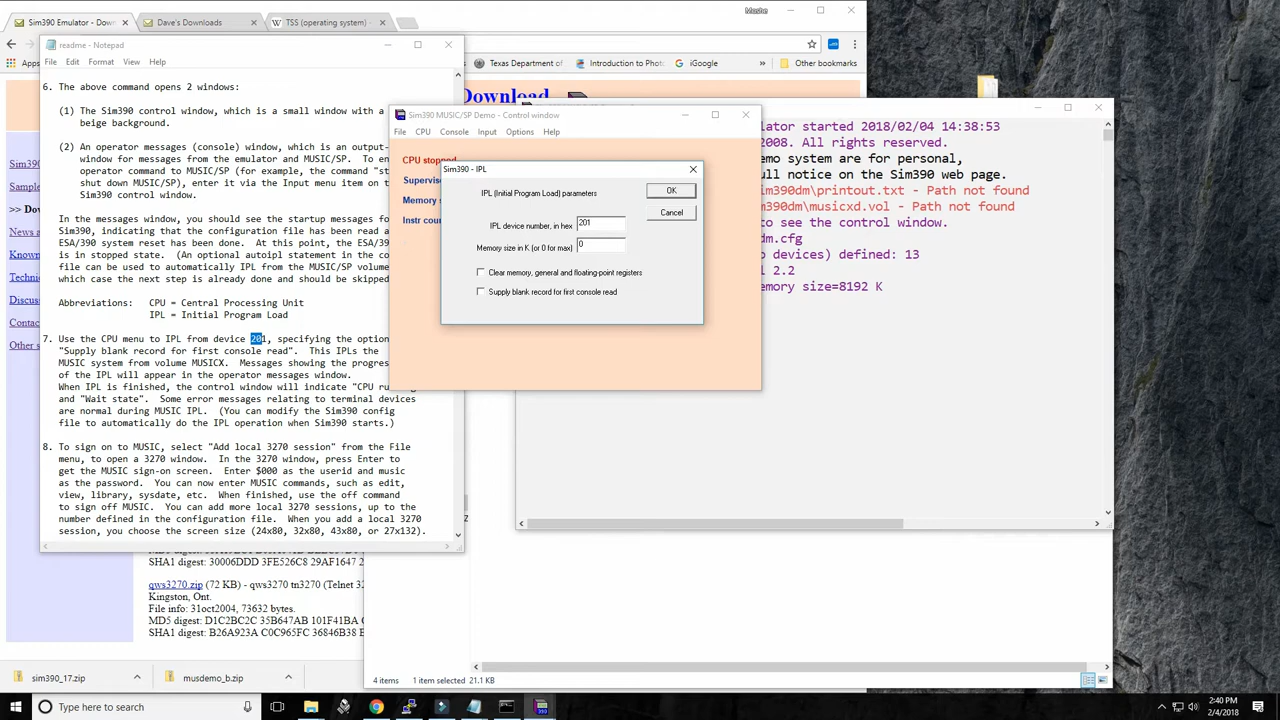 Sim390 Emulator - Dow
Dave's Downloads
TSS (operating system) -
Moshe
readme - Notepad
File Edit Format View Help
Texas Department of
Introduction to Phot
iGoogle
Other bookmarks
6. The above command opens 2 windows:
(1) The Sim390 control window, which is a small window with a
beige background.
(2) An operator messages (console) window, which is an output-
window for messages from the emulator and MUSIC/SP. To en
operator command to MUSIC/SP (for example, the command "s
shut down MUSIC/SP), enter it via the Input menu item on t
Sim390 control window.
In the messages window, you should see the startup messages fo
Sim390, indicating that the configuration file has been read a
ESA/390 system reset has been done. At this point, the ESA/39
is in stopped state. (An optional autoipl statement in the co
file can be used to automatically IPL from the MUSIC/SP volume
which case the next step is already done and should be skipped
Abbreviations: CPU = Central Processing Unit
IPL = Initial Program Load
7. Use the CPU menu to IPL from device 201, specifying the option
"Supply blank record for first console read". This IPLs the
MUSIC system from volume MUSICX. Messages showing the progres
of the IPL will appear in the operator messages window.
When IPL is finished, the control window will indicate "CPU ru
and "Wait state". Some error messages relating to terminal devices
are normal during MUSIC IPL. (You can modify the Sim390 config
file to automatically do the IPL operation when Sim390 starts.)
8. To sign on to MUSIC, select "Add local 3270 session" from the File
menu, to open a 3270 window. In the 3270 window, press Enter to
get the MUSIC sign-on screen. Enter $000 as the userid and music
as the password. You can now enter MUSIC commands, such as edit,
view, library, sysdate, etc. When finished, use the off command
to sign off MUSIC. You can add more local 3270 sessions, up to the
number defined in the configuration file. When you add a local 3270
session, you choose the screen size (24x80, 32x80, 43x80, or 27x132).
Download
Sim390 MUSIC/SP Demo - Control window
File CPU Console Input Options Help
CPU stopped
Supervis
Memory s
Instr cou
Sim390 - IPL
IPL (Initial Program Load) parameters
OK
Cancel
IPL device number, in hex 201
Memory size in K (or 0 for max) 0
Clear memory, general and floating-point registers
Supply blank record for first console read
lator started 2018/02/04 14:38:53
2008. All rights reserved.
emo system are for personal,
ull notice on the Sim390 web page.
im390dm\printout.txt - Path not found
im390dm\musicxd.vol - Path not found
to see the control window.
dm.cfg
o devices) defined: 13
l 2.2
emory size=8192 K
Sim39
Sample
>> Dow
News a
Known
Techni
Discus
Contac
Other s
SHA1 digest: 30006DDD 3FE526C8 29AF1647 2
qws3270.zip (72 KB) - qws3270 tn3270 (Telnet 32
Kingston, Ont.
File info: 31oct2004, 73632 bytes.
MD5 digest: D1C2BC2C 35B647AB 101F41BA C
SHA1 digest: B26A923A C0C965FC 36846B38 E
4 items 1 item selected 21.1 KB
sim390_17.zip
musdemo_b.zip
Type here to search
2:40 PM
2/4/2018